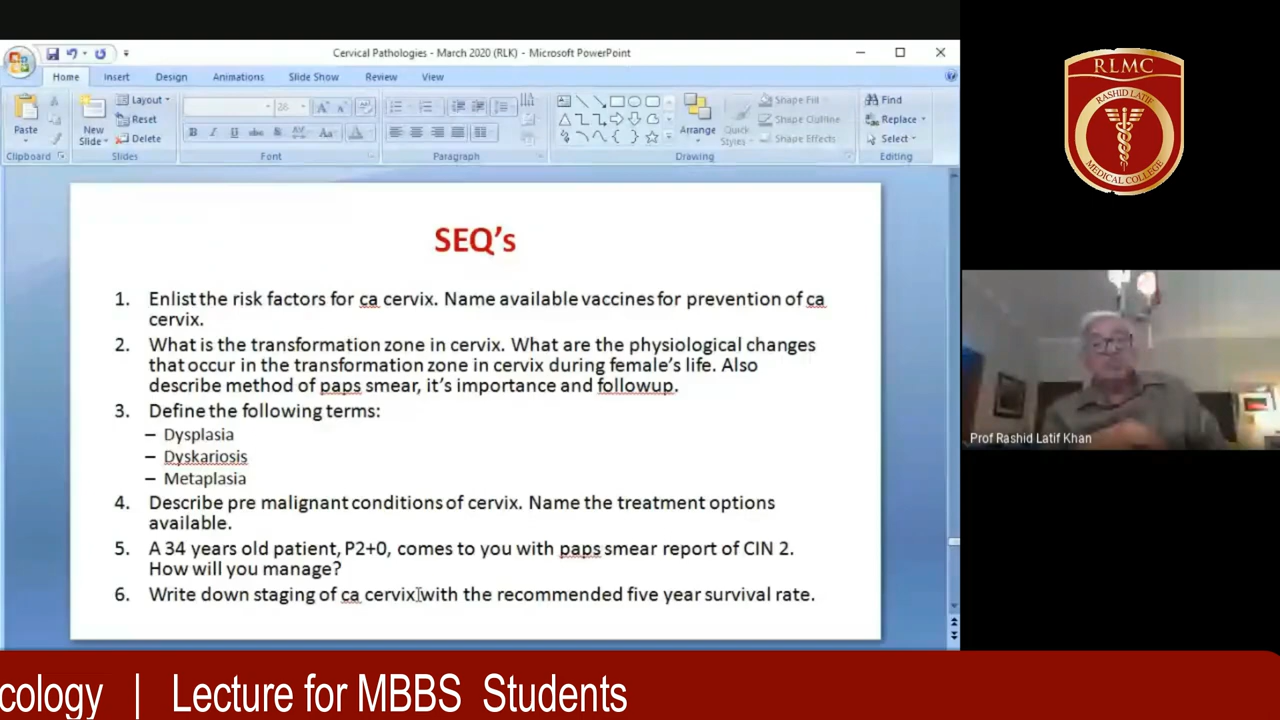 Cervical Pathologies - March 2020 (RLK) - Microsoft PowerPoint
Home Insert Design Animations Slide Show Review View
Paste
New Slide
Layout
Reset
Delete
28
Arrange
Quick Styles
Shape Fill
Shape Outline
Shape Effects
Find
Replace
Select
Clipboard Slides Font Paragraph Drawing Editing
SEQ's
1. Enlist the risk factors for ca cervix. Name available vaccines for prevention of ca
cervix.
2. What is the transformation zone in cervix. What are the physiological changes
that occur in the transformation zone in cervix during female's life. Also
describe method of paps smear, it's importance and followup.
3. Define the following terms:
– Dysplasia
– Dyskariosis
– Metaplasia
4. Describe pre malignant conditions of cervix. Name the treatment options
available.
5. A 34 years old patient, P2+0, comes to you with paps smear report of CIN 2.
How will you manage?
6. Write down staging of ca cervix with the recommended five year survival rate.
RLMC
RASHID LATIF
MEDICAL COLLEGE
Prof Rashid Latif Khan
cology | Lecture for MBBS Students